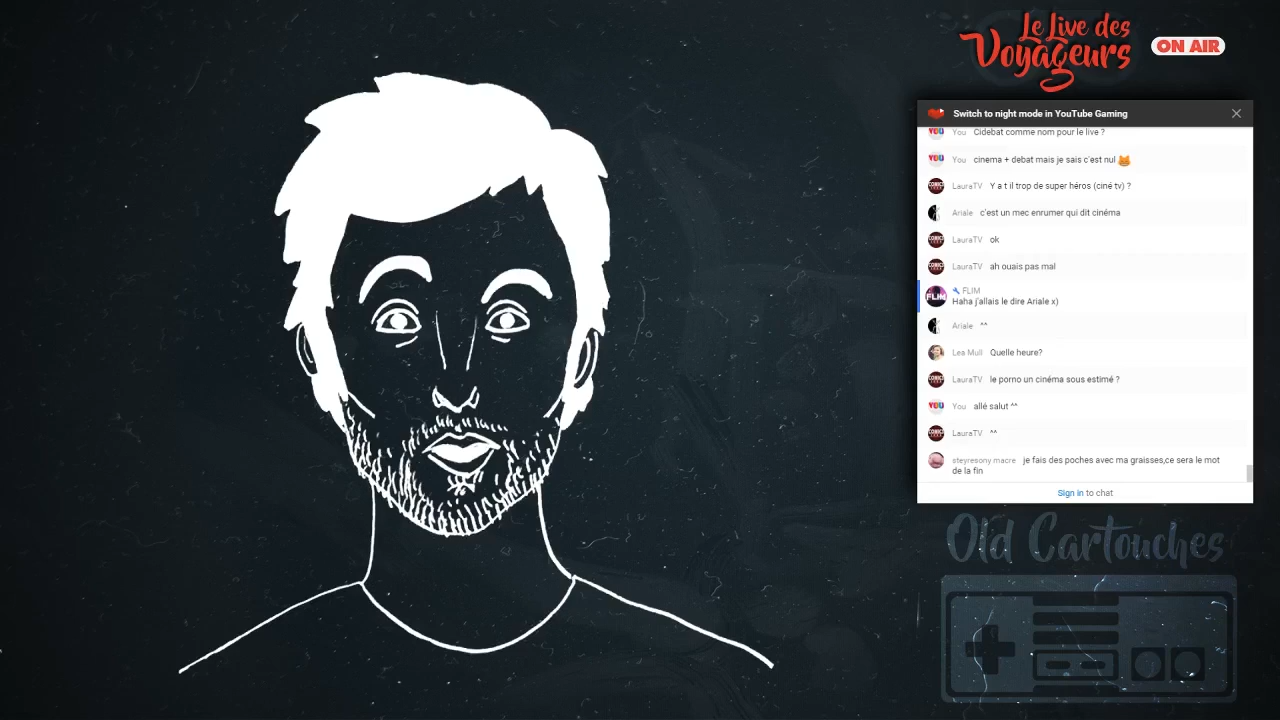 Le Live des
Voyageurs
ON AIR
Switch to night mode in YouTube Gaming
You Cidebat comme nom pour le live ?
You cinema + debat mais je sais c'est nul
LauraTV Y a t il trop de super héros (ciné tv) ?
Ariale c'est un mec enrumer qui dit cinéma
LauraTV ok
LauraTV ah ouais pas mal
FLIM
Haha j'allais le dire Ariale x)
Ariale ^^
Lea Mull Quelle heure?
LauraTV le porno un cinéma sous estimé ?
You allé salut ^^
LauraTV ^^
steyresony macre je fais des poches avec ma graisses,ce sera le mot
de la fin
Sign in to chat
Old Cartouches